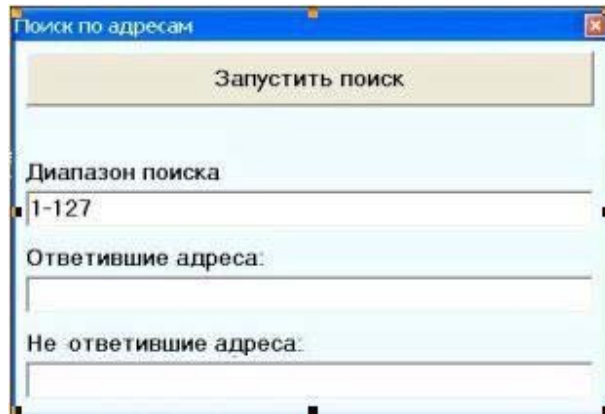 Поиск по адресам
Запустить поиск
Диапазон поиска
1-127
Ответившие адреса:
Не ответившие адреса: